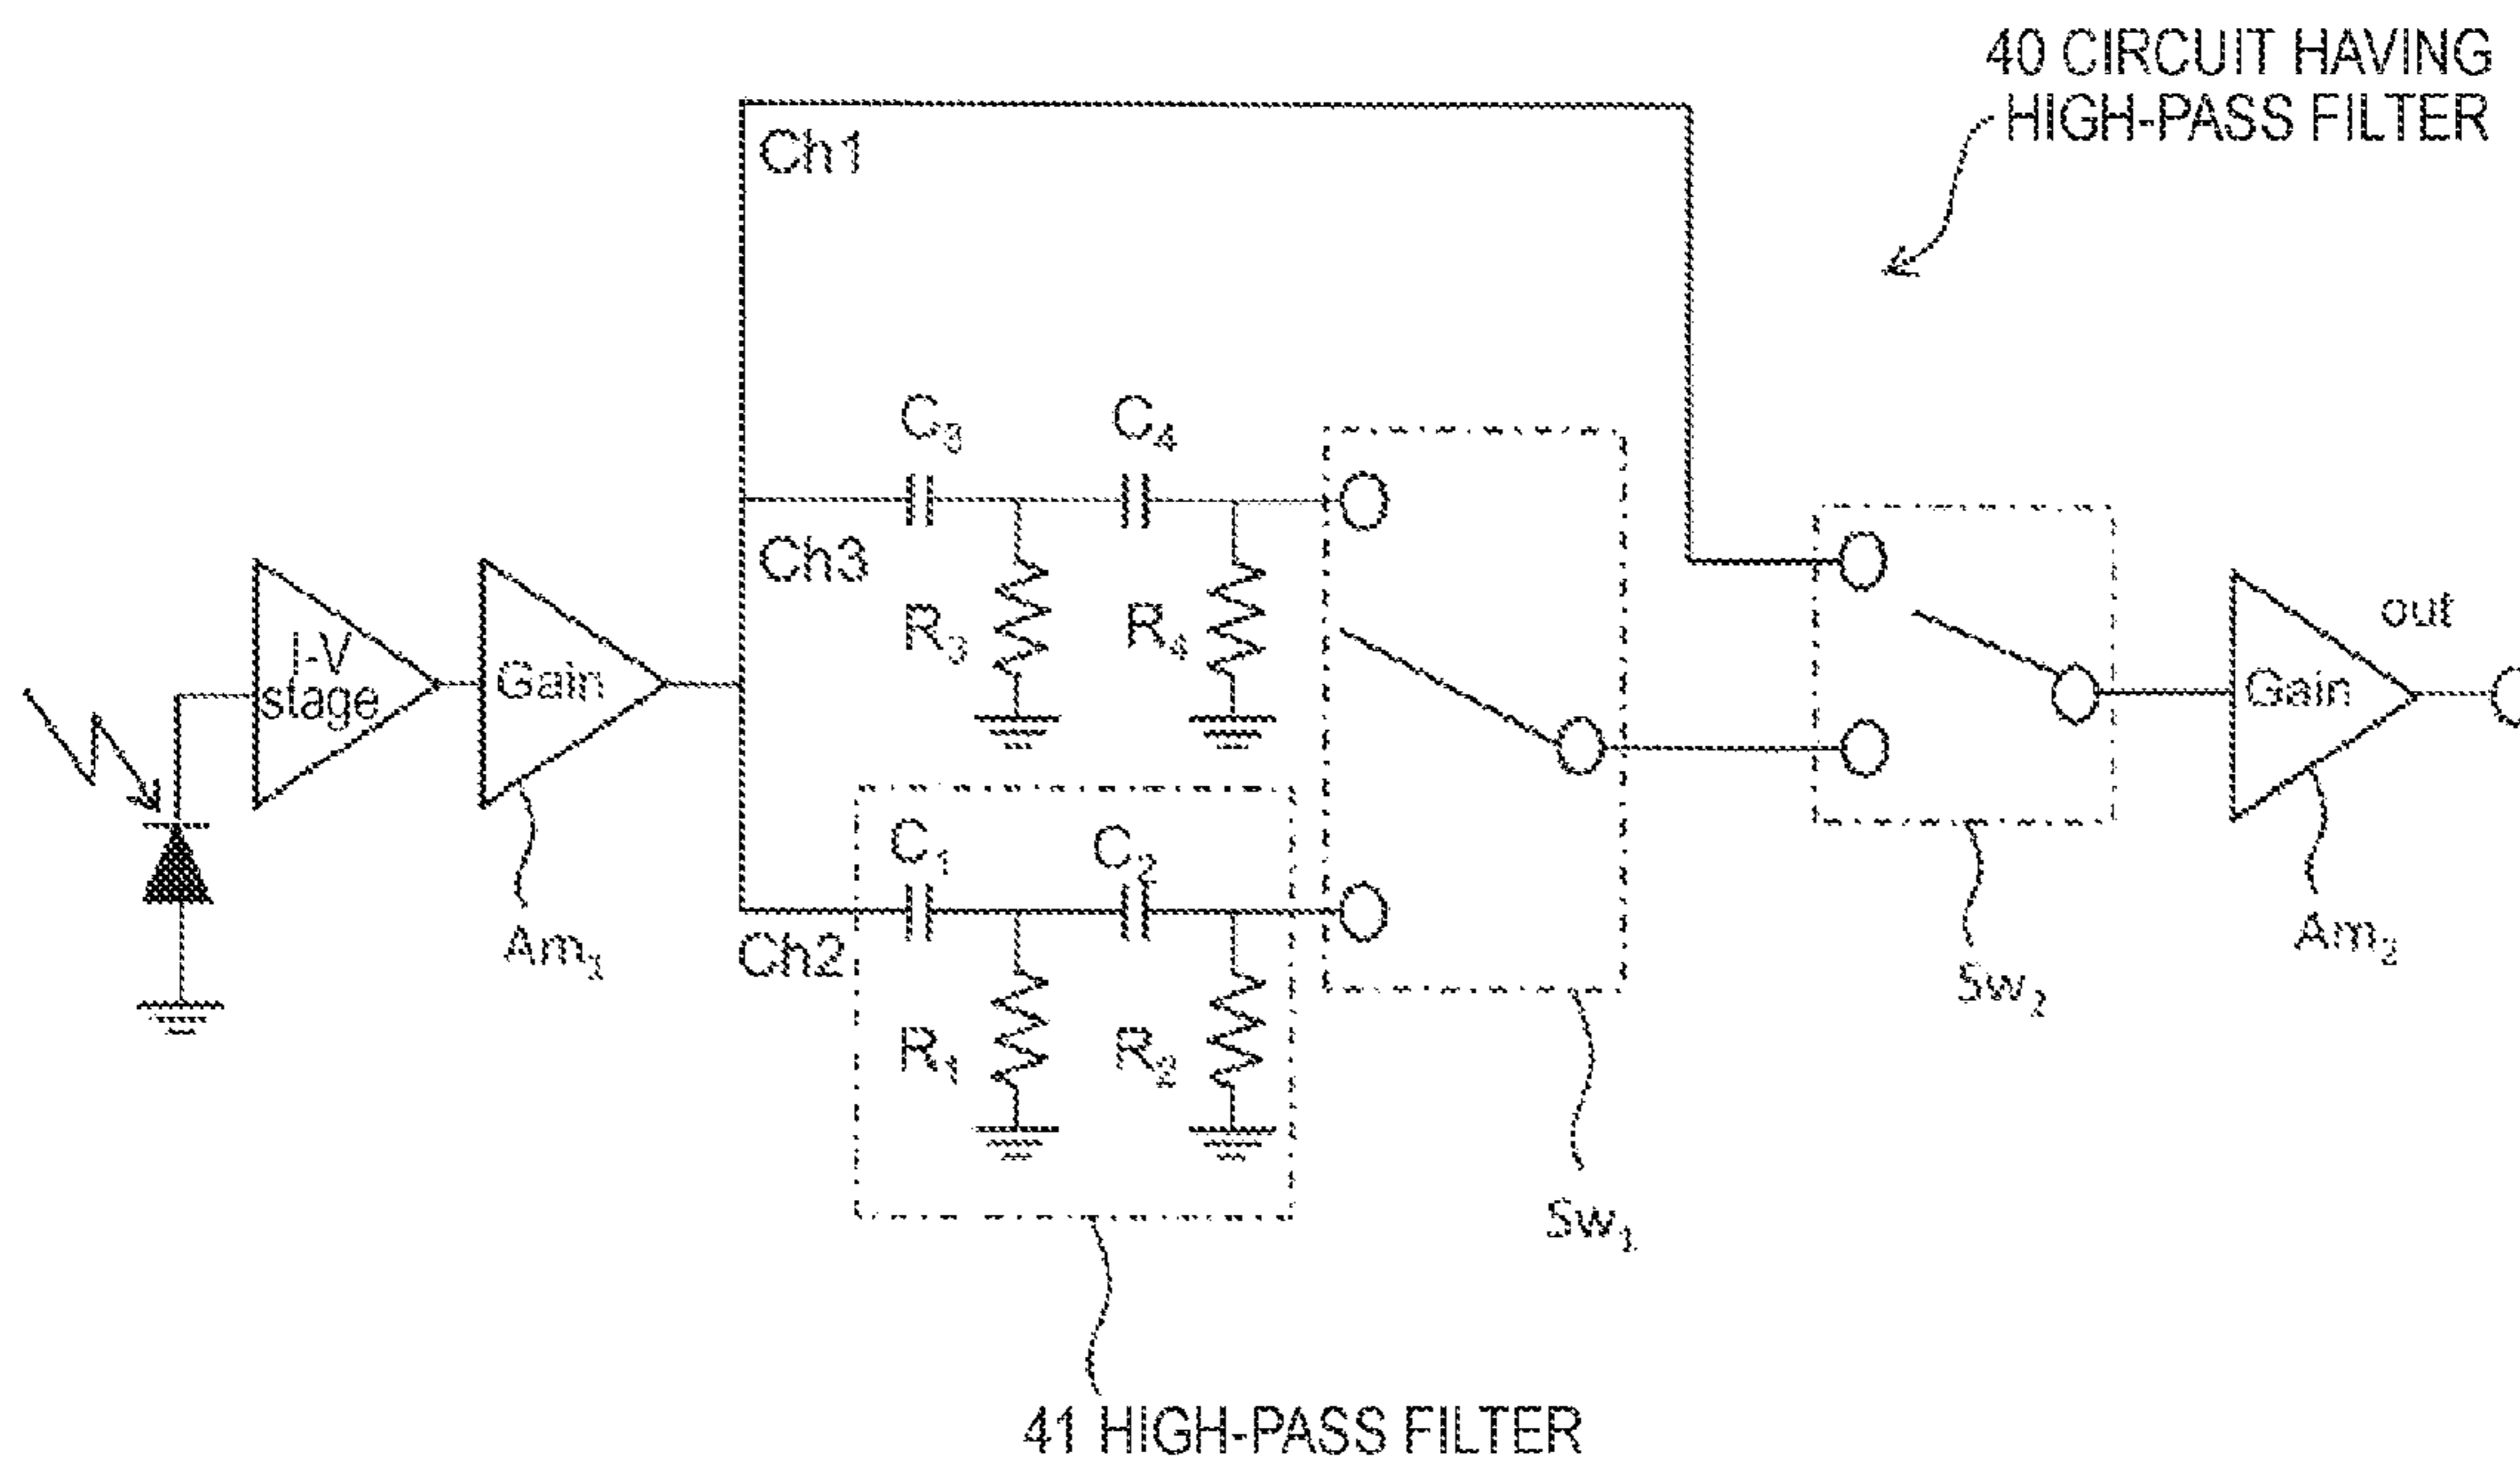 40 CIRCUIT HAVING
HIGH-PASS FILTER
Ch1
C3
C4
Ch3
R3
R4
I-V
stage
Gain
out
Gain
C1
C2
Am1
Ch2
Am2
Sw2
R1
R2
Sw1
41 HIGH-PASS FILTER